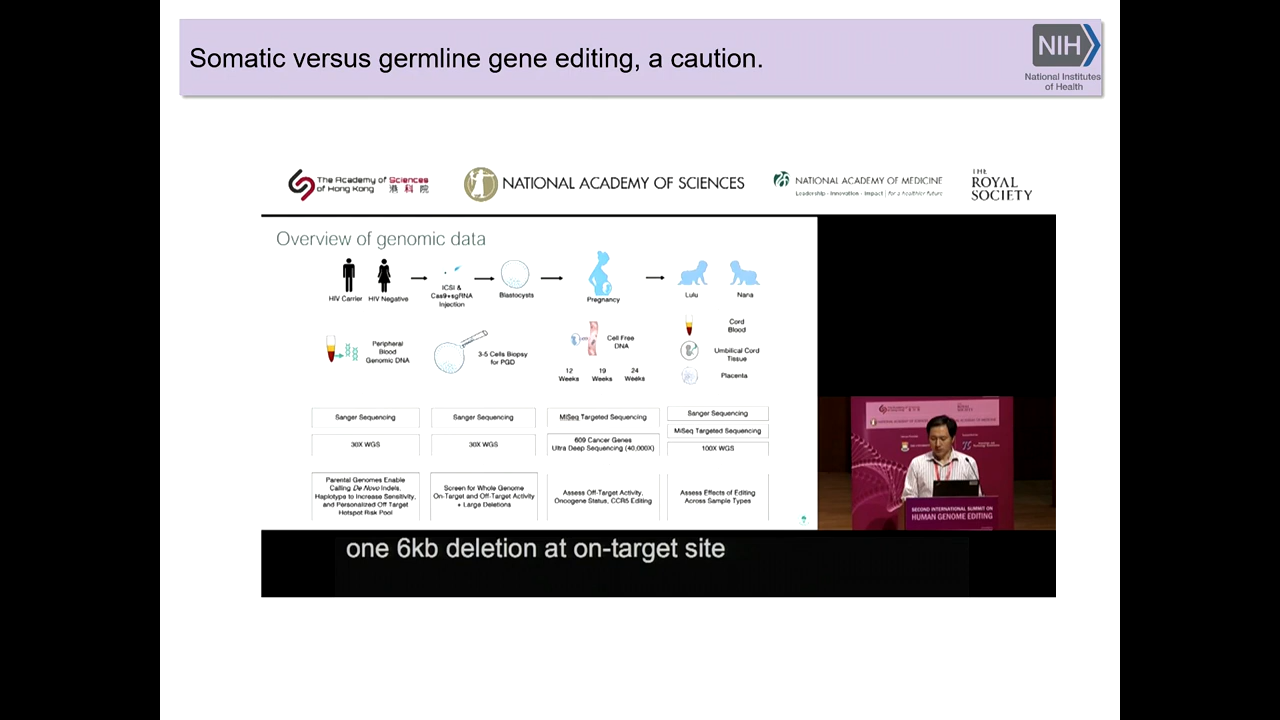 Somatic versus germline gene editing, a caution.
NIH
National Institutes
of Health
The Academy of Sciences
of Hong Kong 港科院
NATIONAL ACADEMY OF SCIENCES
NATIONAL ACADEMY OF MEDICINE
Leadership · Innovation · Impact | for a healthier future
THE
ROYAL
SOCIETY
Overview of genomic data
HIV Carrier
HIV Negative
ICSI &
Cas9+sgRNA
Injection
Blastocysts
Pregnancy
Lulu
Nana
Peripheral
Blood
Genomic DNA
3-5 Cells Biopsy
for PGD
Cell Free
DNA
12
Weeks
19
Weeks
24
Weeks
Cord
Blood
Umbilical Cord
Tissue
Placenta
Sanger Sequencing
30X WGS
Parental Genomes Enable
Calling De Novo Indels,
Haplotype to Increase Sensitivity,
and Personalized Off Target
Hotspot Risk Pool
Sanger Sequencing
30X WGS
Screen for Whole Genome
On-Target and Off-Target Activity
+ Large Deletions
MiSeq Targeted Sequencing
609 Cancer Genes
Ultra Deep Sequencing (40,000X)
Assess Off-Target Activity,
Oncogene Status, CCR5 Editing
Sanger Sequencing
MiSeq Targeted Sequencing
100X WGS
Assess Effects of Editing
Across Sample Types
SECOND INTERNATIONAL SUMMIT ON
HUMAN GENOME EDITING
one 6kb deletion at on-target site